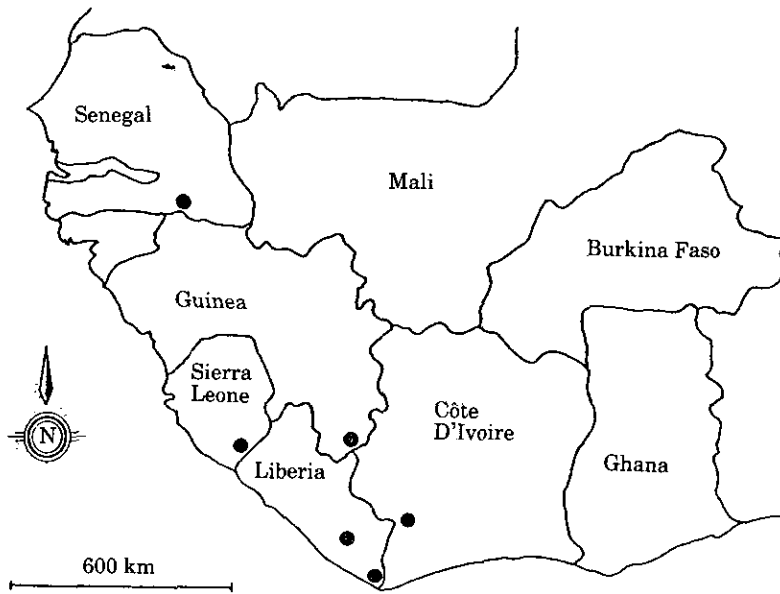 Senegal
Mali
Burkina Faso
Guinea
Sierra
Leone
Côte
D'Ivoire
Liberia
Ghana
N
600 km